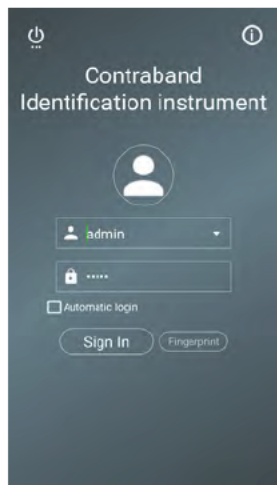 Contraband
Identification instrument
admin
•••••
Automatic login
Sign In
Fingerprint